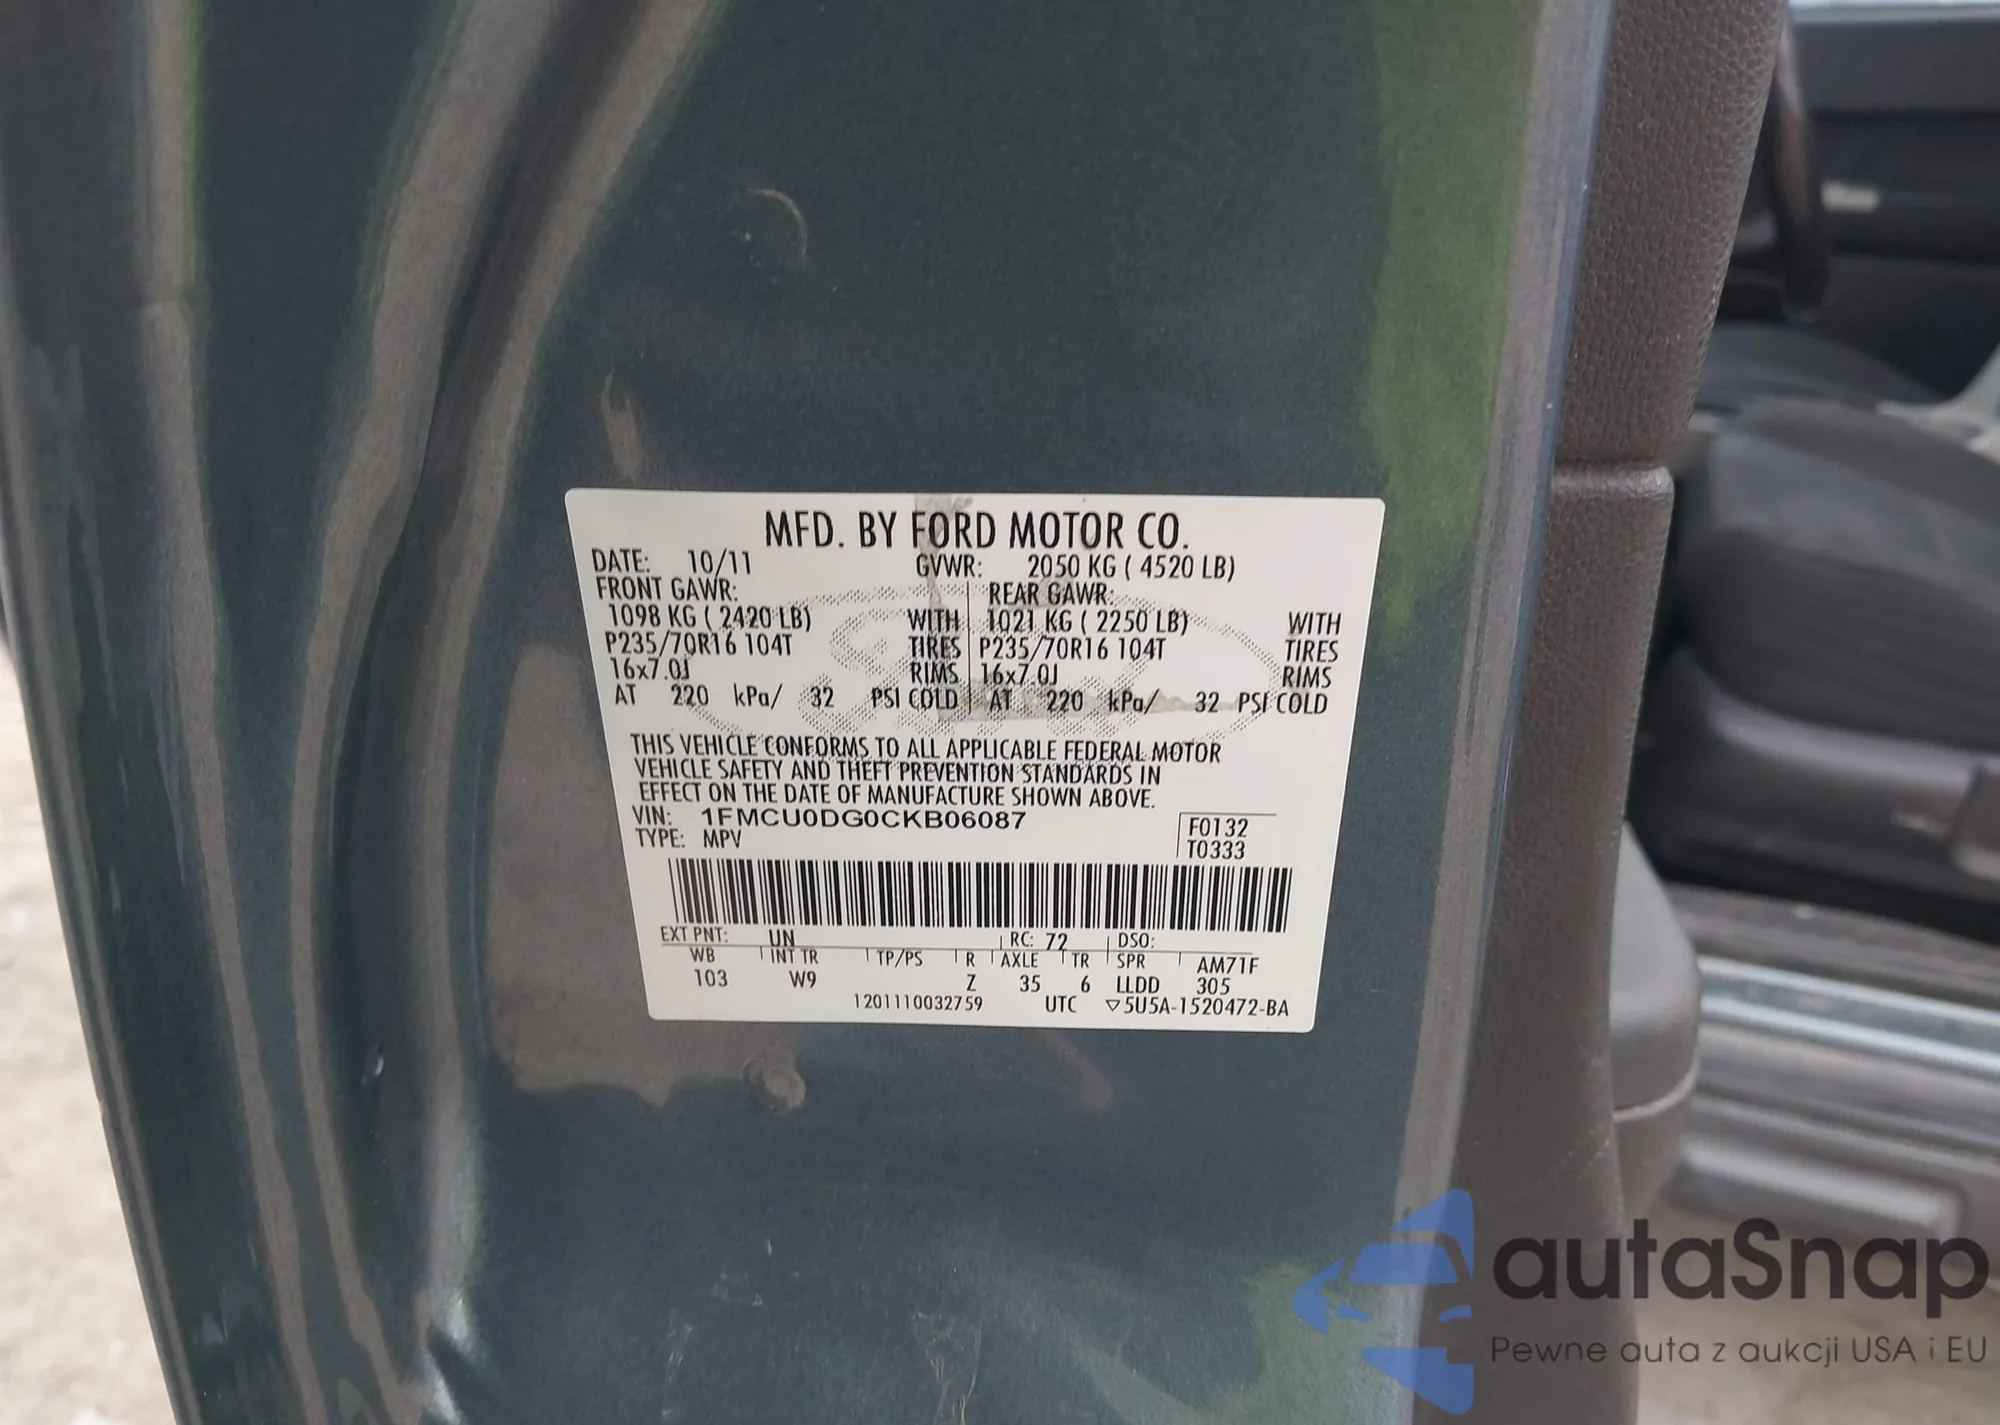 MFD. BY FORD MOTOR CO.
DATE: 10/11 GVWR: 2050 KG ( 4520 LB)
FRONT GAWR: REAR GAWR:
1098 KG ( 2420 LB) WITH 1021 KG ( 2250 LB) WITH
P235/70R16 104T TIRES P235/70R16 104T TIRES
16x7.0J RIMS 16x7.0J RIMS
AT 220 kPa/ 32 PSI COLD AT 220 kPa/ 32 PSI COLD
THIS VEHICLE CONFORMS TO ALL APPLICABLE FEDERAL MOTOR
VEHICLE SAFETY AND THEFT PREVENTION STANDARDS IN
EFFECT ON THE DATE OF MANUFACTURE SHOWN ABOVE.
VIN: 1FMCU0DG0CKB06087 F0132
TYPE: MPV T0333
EXT PNT: UN RC: 72 DSO:
WB INT TR TP/PS R AXLE TR SPR AM71F
103 W9 Z 35 6 LLDD 305
1201110032759 UTC ▽5U5A-1520472-BA
autaSnap
Pewne auta z aukcji USA i EU